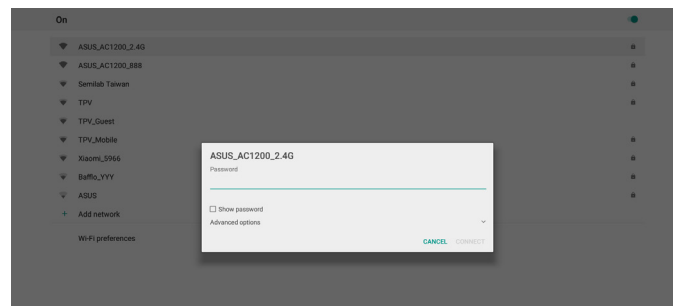 On
ASUS_AC1200_2.4G
ASUS_AC1200_888
Semilab Taiwan
TPV
TPV_Guest
TPV_Mobile
Xiaomi_5966
Baffio_YYY
ASUS
Add network
Wi-Fi preferences
ASUS_AC1200_2.4G
Password
Show password
Advanced options
CANCEL CONNECT